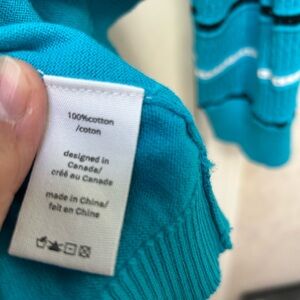 100%cotton
/coton
designed in
Canada/
créé au Canada
made in China/
fait en Chine